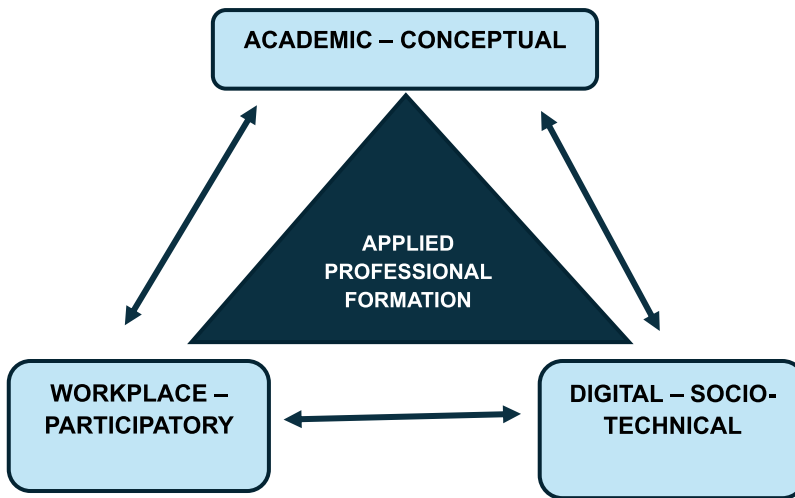 ACADEMIC – CONCEPTUAL
APPLIED
PROFESSIONAL
FORMATION
WORKPLACE –
PARTICIPATORY
DIGITAL – SOCIO-
TECHNICAL